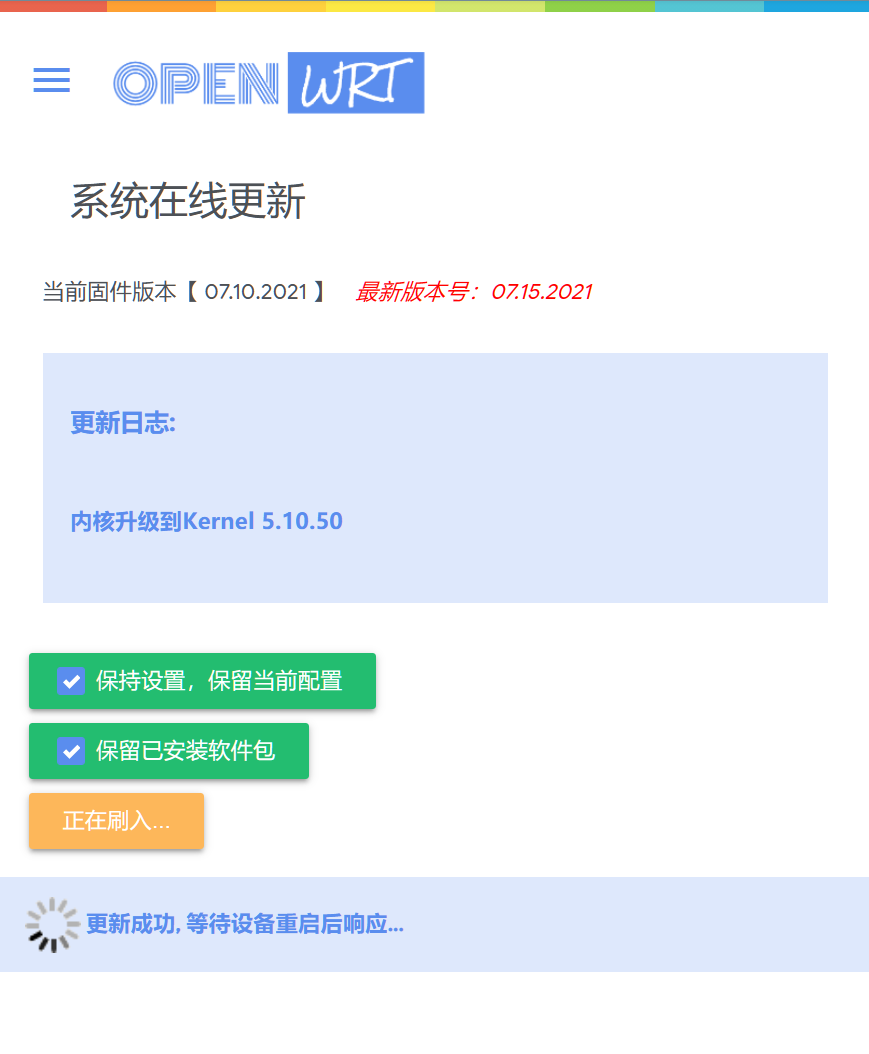 OPENWRT
系统在线更新
当前固件版本【 07.10.2021 】 最新版本号：07.15.2021
更新日志:
内核升级到Kernel 5.10.50
保持设置，保留当前配置
保留已安装软件包
正在刷入...
更新成功, 等待设备重启后响应...